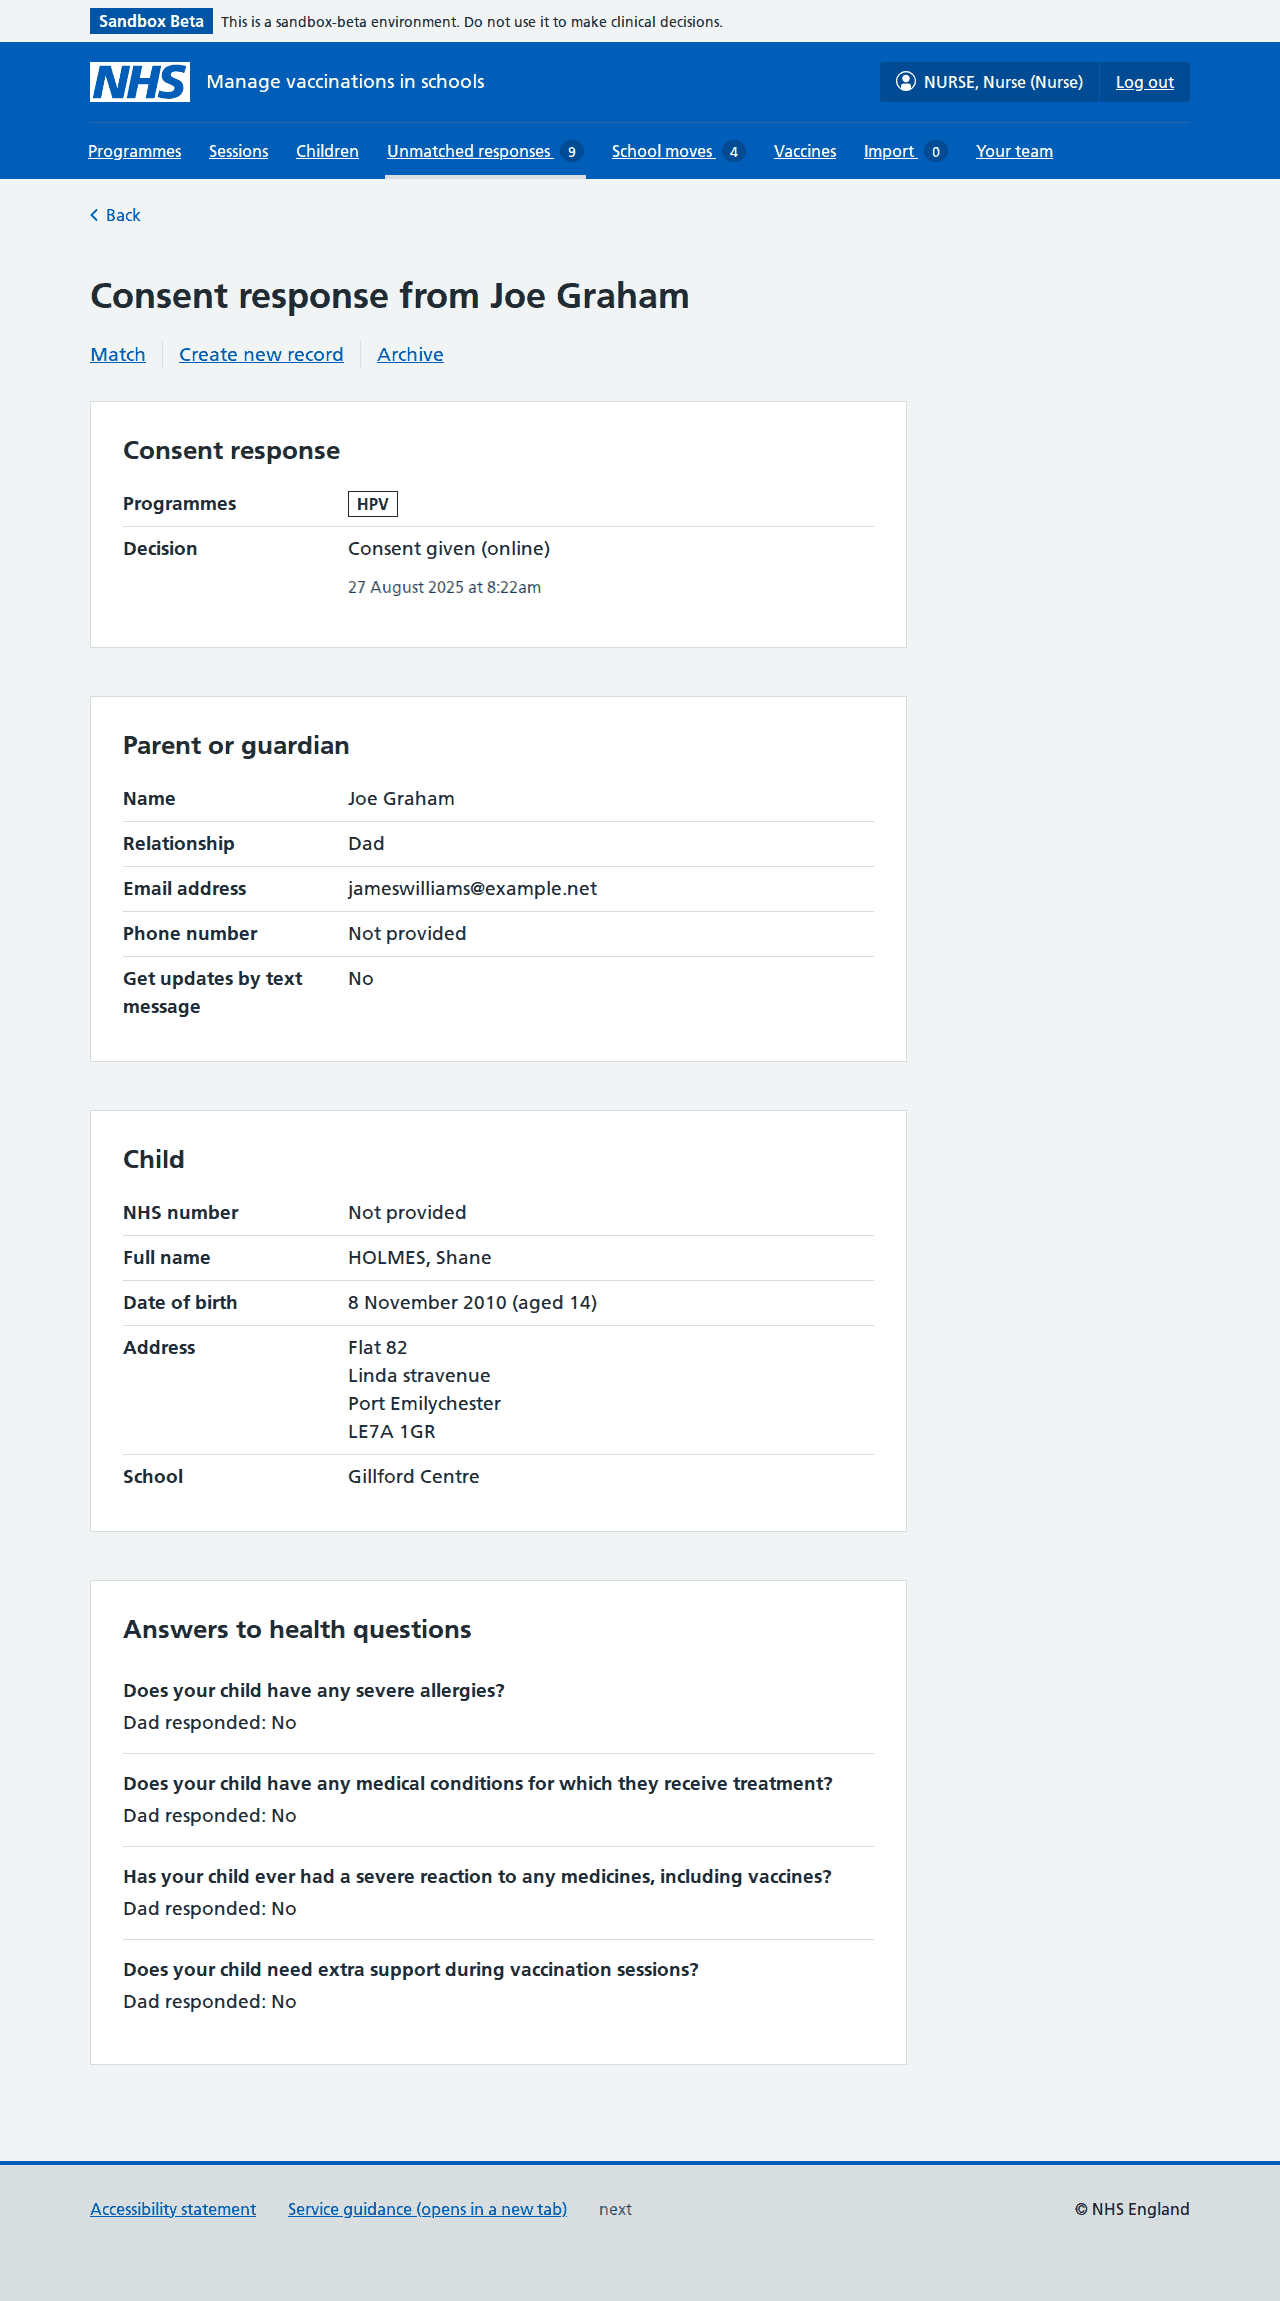 Sandbox Beta This is a sandbox-beta environment. Do not use it to make clinical decisions.
NHS Manage vaccinations in schools NURSE, Nurse (Nurse) Log out
Programmes Sessions Children Unmatched responses 9 School moves 4 Vaccines Import 0 Your team
Back
Consent response from Joe Graham
Match Create new record Archive
Consent response
Programmes HPV
Decision Consent given (online)
27 August 2025 at 8:22am
Parent or guardian
Name Joe Graham
Relationship Dad
Email address jameswilliams@example.net
Phone number Not provided
Get updates by text No
message
Child
NHS number Not provided
Full name HOLMES, Shane
Date of birth 8 November 2010 (aged 14)
Address Flat 82
Linda stravenue
Port Emilychester
LE7A 1GR
School Gillford Centre
Answers to health questions
Does your child have any severe allergies?
Dad responded: No
Does your child have any medical conditions for which they receive treatment?
Dad responded: No
Has your child ever had a severe reaction to any medicines, including vaccines?
Dad responded: No
Does your child need extra support during vaccination sessions?
Dad responded: No
Accessibility statement Service guidance (opens in a new tab) next © NHS England